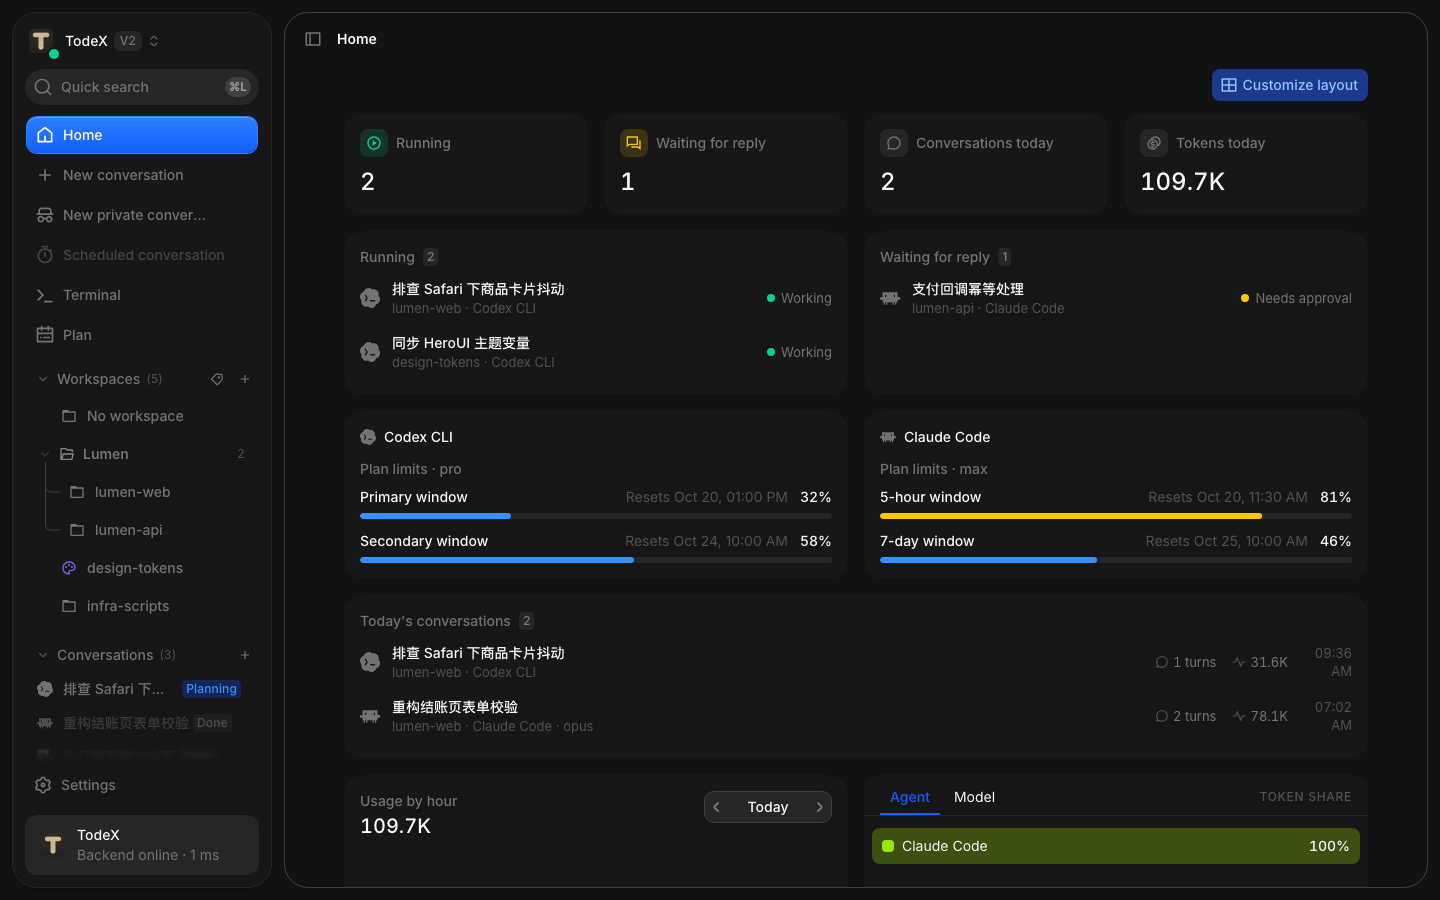 TodeX V2
Quick search ⌘L
Home
New conversation
New private conver...
Scheduled conversation
Terminal
Plan
Workspaces (5)
No workspace
Lumen 2
lumen-web
lumen-api
design-tokens
infra-scripts
Conversations (3)
排查 Safari 下... Planning
重构结账页表单校验 Done
Settings
TodeX
Backend online · 1 ms
Home
Customize layout
Running
2
Waiting for reply
1
Conversations today
2
Tokens today
109.7K
Running 2
排查 Safari 下商品卡片抖动
lumen-web · Codex CLI
Working
同步 HeroUI 主题变量
design-tokens · Codex CLI
Working
Waiting for reply 1
支付回调幂等处理
lumen-api · Claude Code
Needs approval
Codex CLI
Plan limits · pro
Primary window Resets Oct 20, 01:00 PM 32%
Secondary window Resets Oct 24, 10:00 AM 58%
Claude Code
Plan limits · max
5-hour window Resets Oct 20, 11:30 AM 81%
7-day window Resets Oct 25, 10:00 AM 46%
Today's conversations 2
排查 Safari 下商品卡片抖动
lumen-web · Codex CLI
1 turns 31.6K 09:36 AM
重构结账页表单校验
lumen-web · Claude Code · opus
2 turns 78.1K 07:02 AM
Usage by hour
109.7K
Today
Agent Model TOKEN SHARE
Claude Code 100%